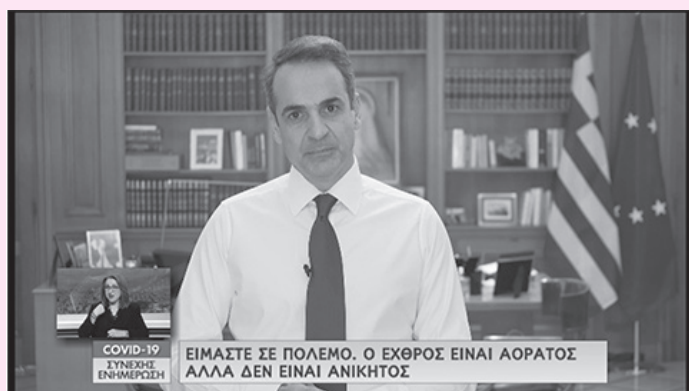 COVID-19
ΣΥΝΕΧΗΣ
ΕΝΗΜΕΡΩΣΗ
ΕΙΜΑΣΤΕ ΣΕ ΠΟΛΕΜΟ. Ο ΕΧΘΡΟΣ ΕΙΝΑΙ ΑΟΡΑΤΟΣ
ΑΛΛΑ ΔΕΝ ΕΙΝΑΙ ΑΝΙΚΗΤΟΣ